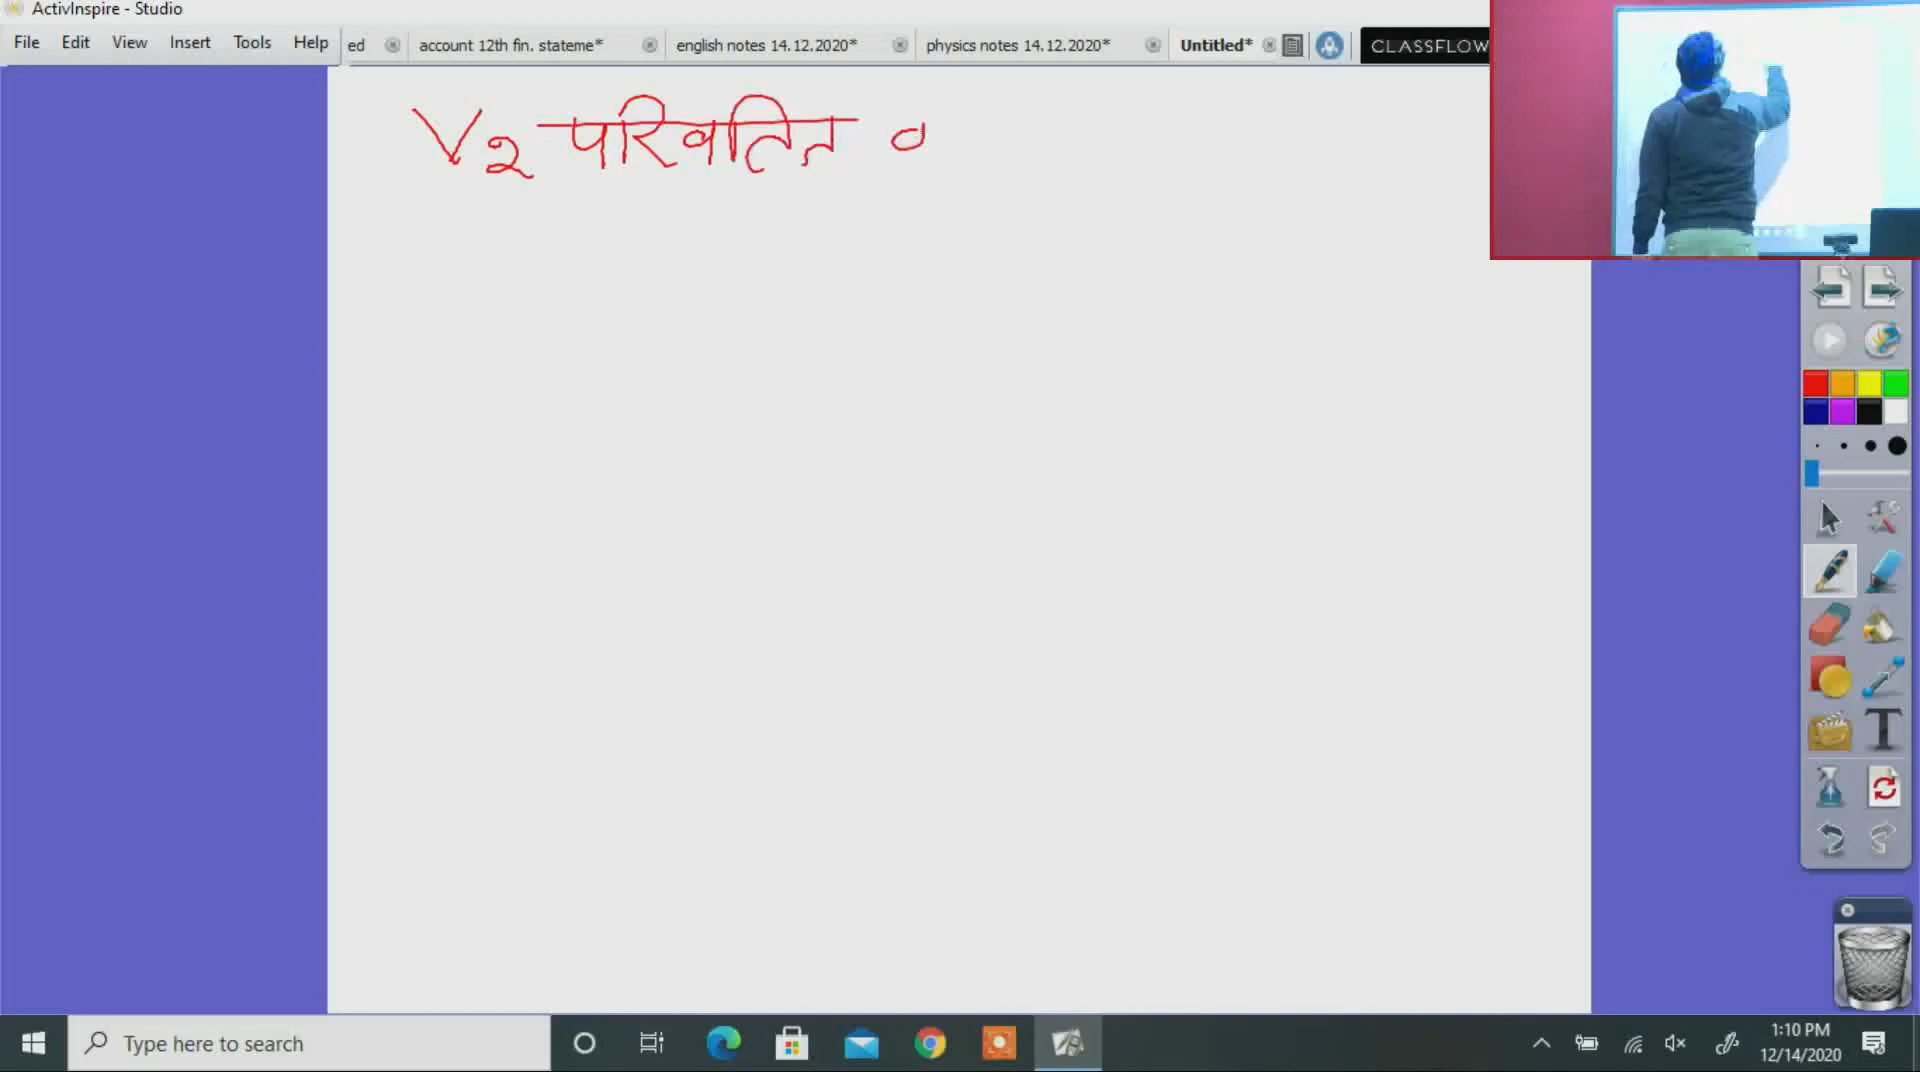 ActivInspire - Studio
File Edit View Insert Tools Help ed account 12th fin. stateme* english notes 14.12.2020* physics notes 14.12.2020* Untitled* CLASSFLOW
V2 परिवतित
T
Type here to search
1:10 PM
12/14/2020